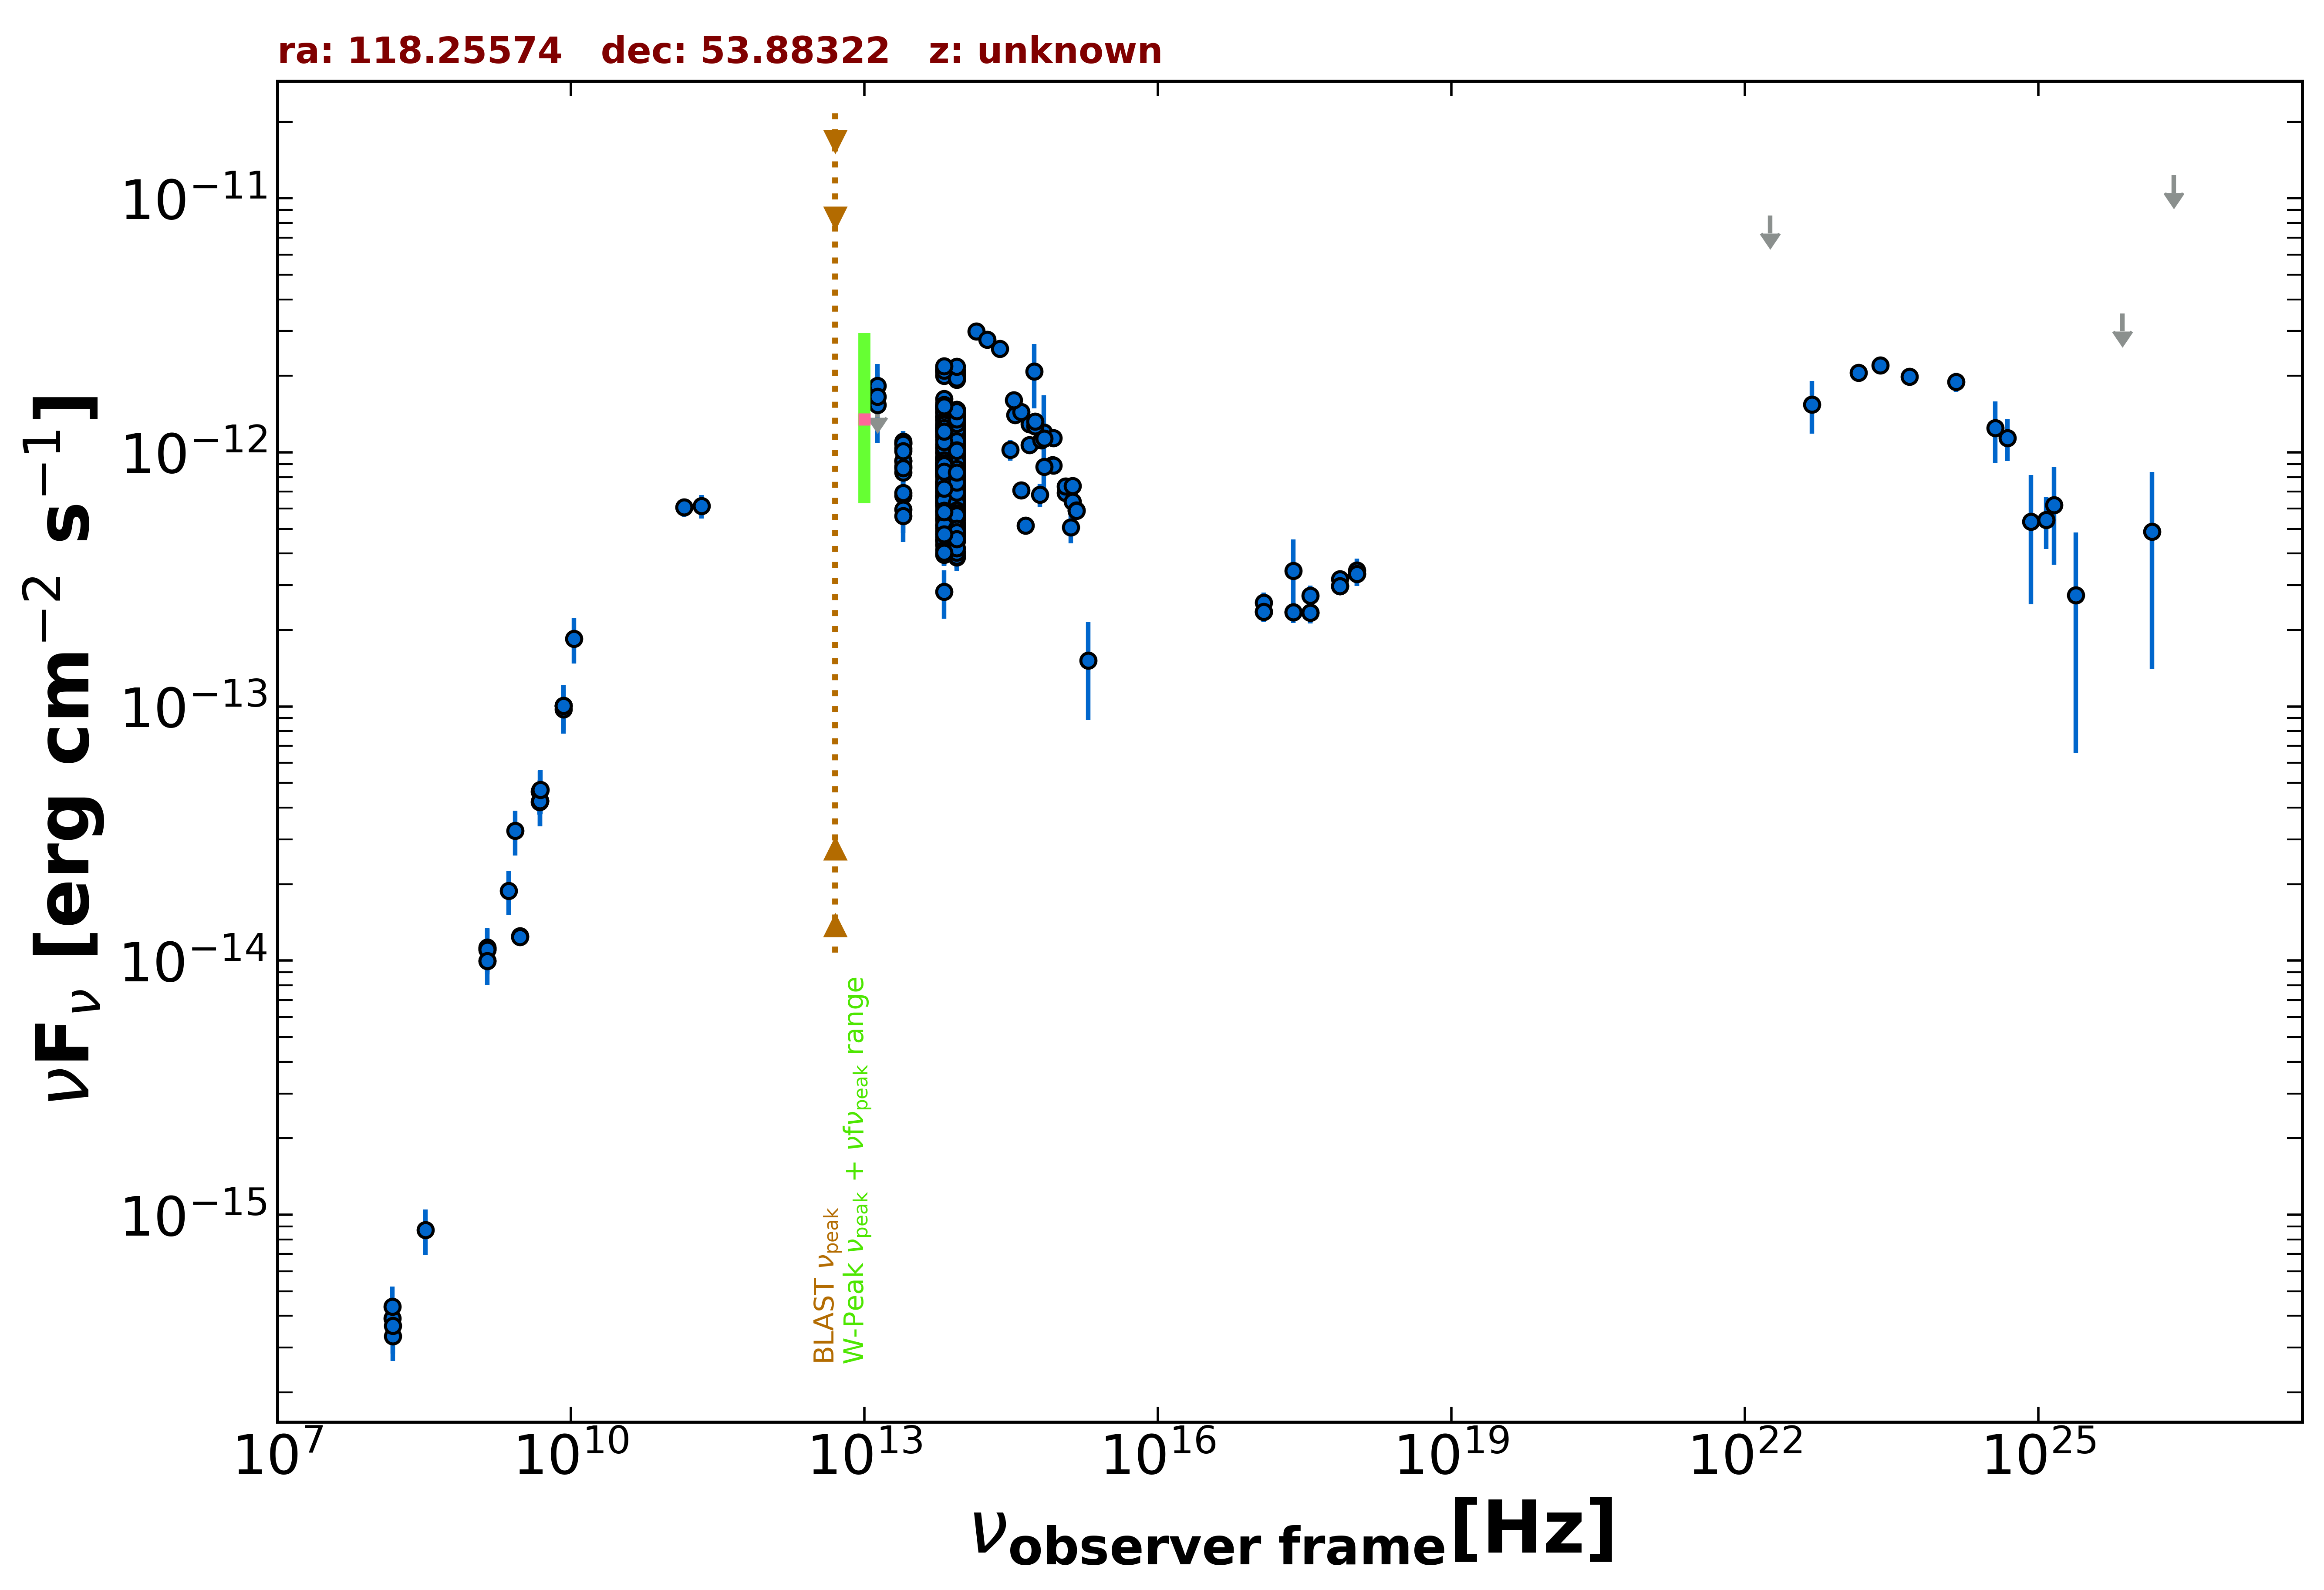 ra: 118.25574   dec: 53.88322   z: unknown
10⁻¹¹
10⁻¹²
10⁻¹³
10⁻¹⁴
10⁻¹⁵
νFν [erg cm⁻² s⁻¹]
BLAST νpeak
W-Peak νpeak + νfνpeak range
10⁷ 10¹⁰ 10¹³ 10¹⁶ 10¹⁹ 10²² 10²⁵
νobserver frame [Hz]